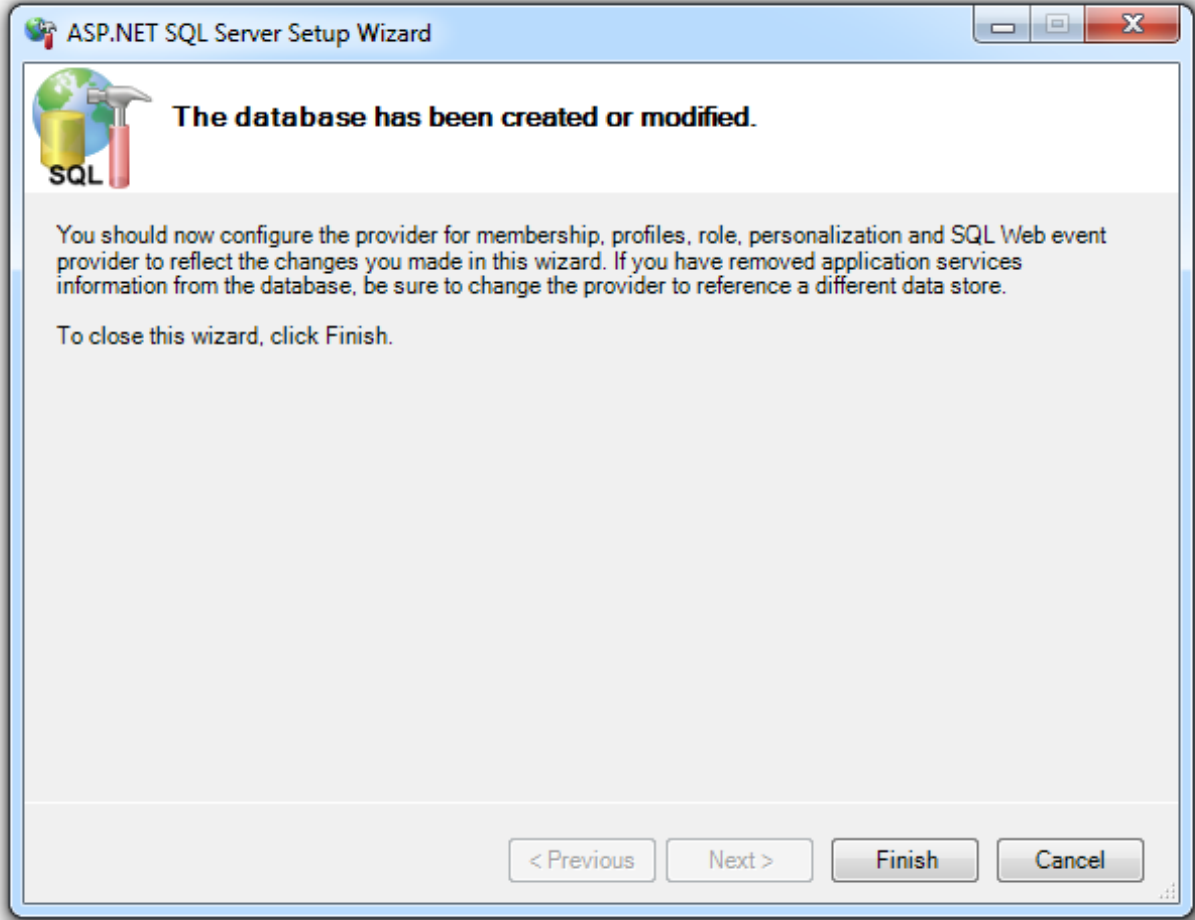 ASP.NET SQL Server Setup Wizard
The database has been created or modified.
SQL
You should now configure the provider for membership, profiles, role, personalization and SQL Web event
provider to reflect the changes you made in this wizard. If you have removed application services
information from the database, be sure to change the provider to reference a different data store.
To close this wizard, click Finish.
< Previous
Next >
Finish
Cancel